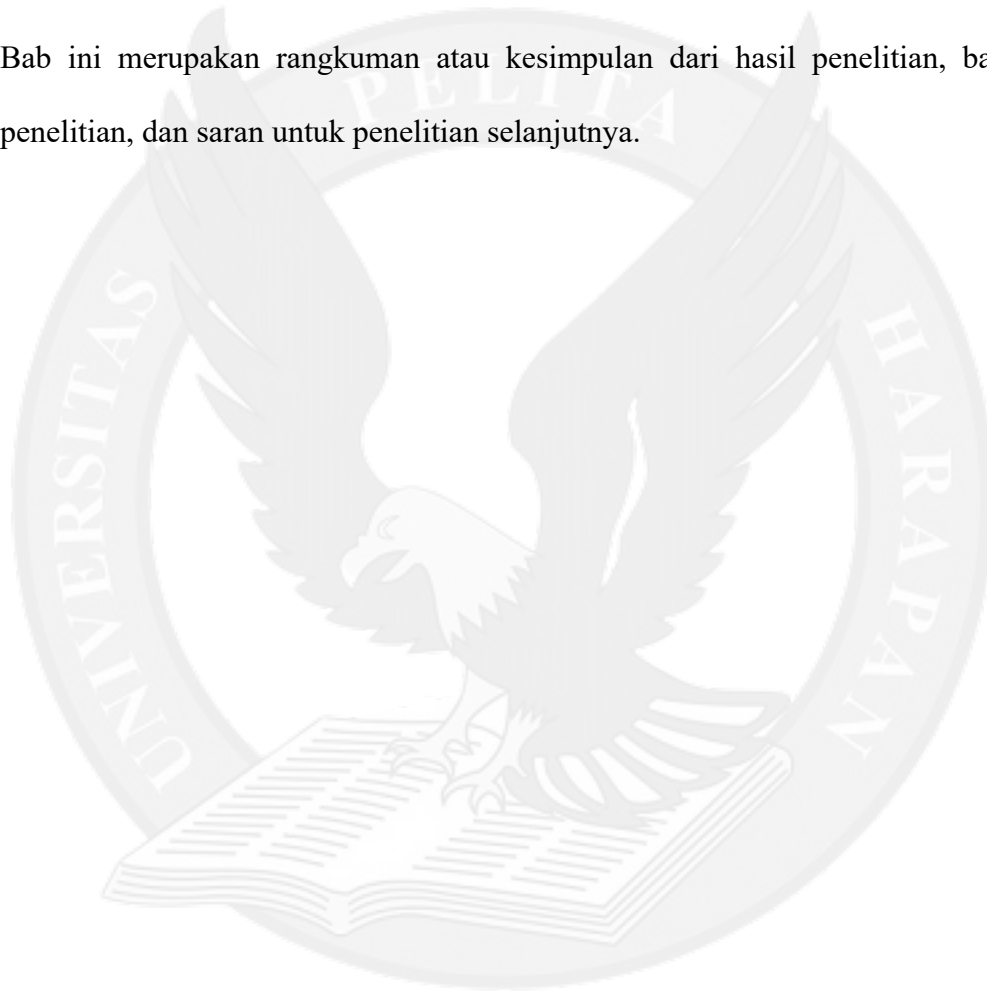 Bab ini merupakan rangkuman atau kesimpulan dari hasil penelitian, ba
penelitian, dan saran untuk penelitian selanjutnya.
UNIVERSITAS PELITA HARAPAN